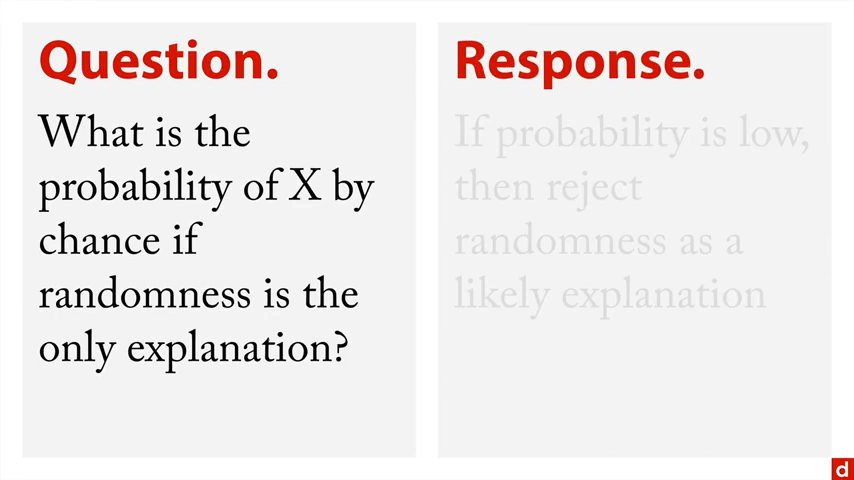 Question.
What is the
probability of X by
chance if
randomness is the
only explanation?
Response.
If probability is low,
then reject
randomness as a
likely explanation
d